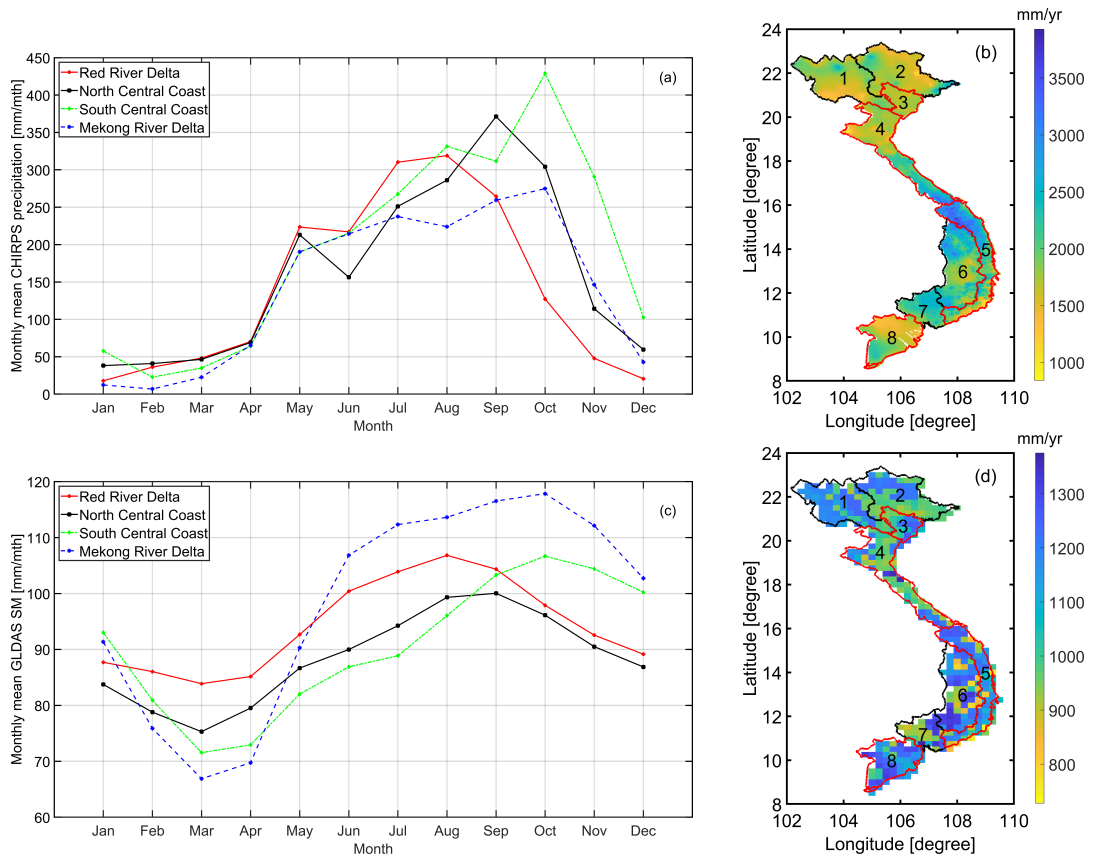 Monthly mean CHIRPS precipitation [mm/mth]
450
400
350
300
250
200
150
100
50
0
Red River Delta
North Central Coast
South Central Coast
Mekong River Delta
(a)
Jan Feb Mar Apr May Jun Jul Aug Sep Oct Nov Dec
Month
mm/yr
(b)
Latitude [degree]
24
22
20
18
16
14
12
10
8
1
2
3
4
5
6
7
8
102 104 106 108 110
Longitude [degree]
3500
3000
2500
2000
1500
1000
Monthly mean GLDAS SM [mm/mth]
120
110
100
90
80
70
60
Red River Delta
North Central Coast
South Central Coast
Mekong River Delta
(c)
Jan Feb Mar Apr May Jun Jul Aug Sep Oct Nov Dec
Month
mm/yr
(d)
Latitude [degree]
24
22
20
18
16
14
12
10
8
1
2
3
4
5
6
7
8
102 104 106 108 110
Longitude [degree]
1300
1200
1100
1000
900
800